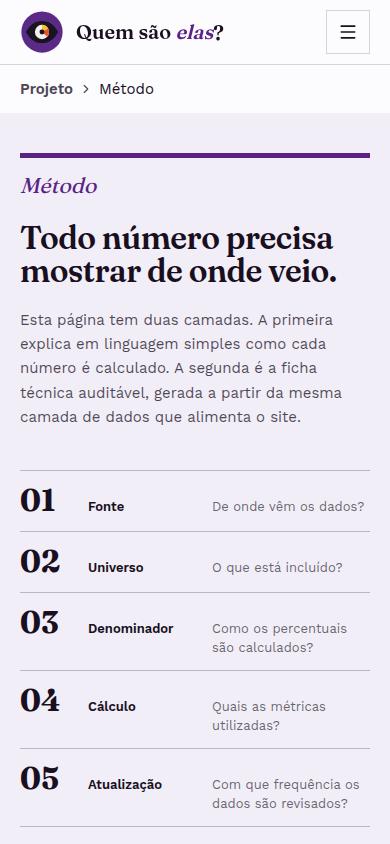 Quem são elas?
Projeto > Método
Método
Todo número precisa
mostrar de onde veio.
Esta página tem duas camadas. A primeira
explica em linguagem simples como cada
número é calculado. A segunda é a ficha
técnica auditável, gerada a partir da mesma
camada de dados que alimenta o site.
01 Fonte De onde vêm os dados?
02 Universo O que está incluído?
03 Denominador Como os percentuais
são calculados?
04 Cálculo Quais as métricas
utilizadas?
05 Atualização Com que frequência os
dados são revisados?